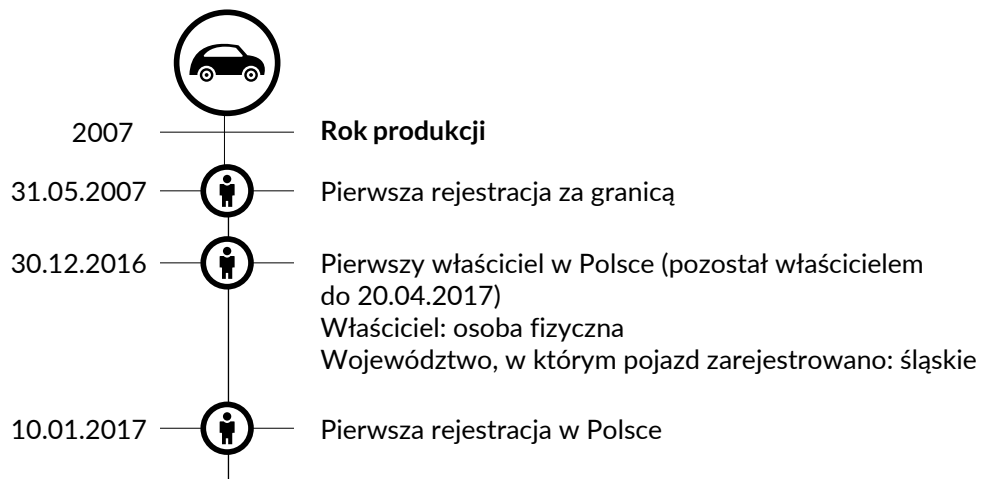 2007 Rok produkcji
31.05.2007 Pierwsza rejestracja za granicą
30.12.2016 Pierwszy właściciel w Polsce (pozostał właścicielem
do 20.04.2017)
Właściciel: osoba fizyczna
Województwo, w którym pojazd zarejestrowano: śląskie
10.01.2017 Pierwsza rejestracja w Polsce